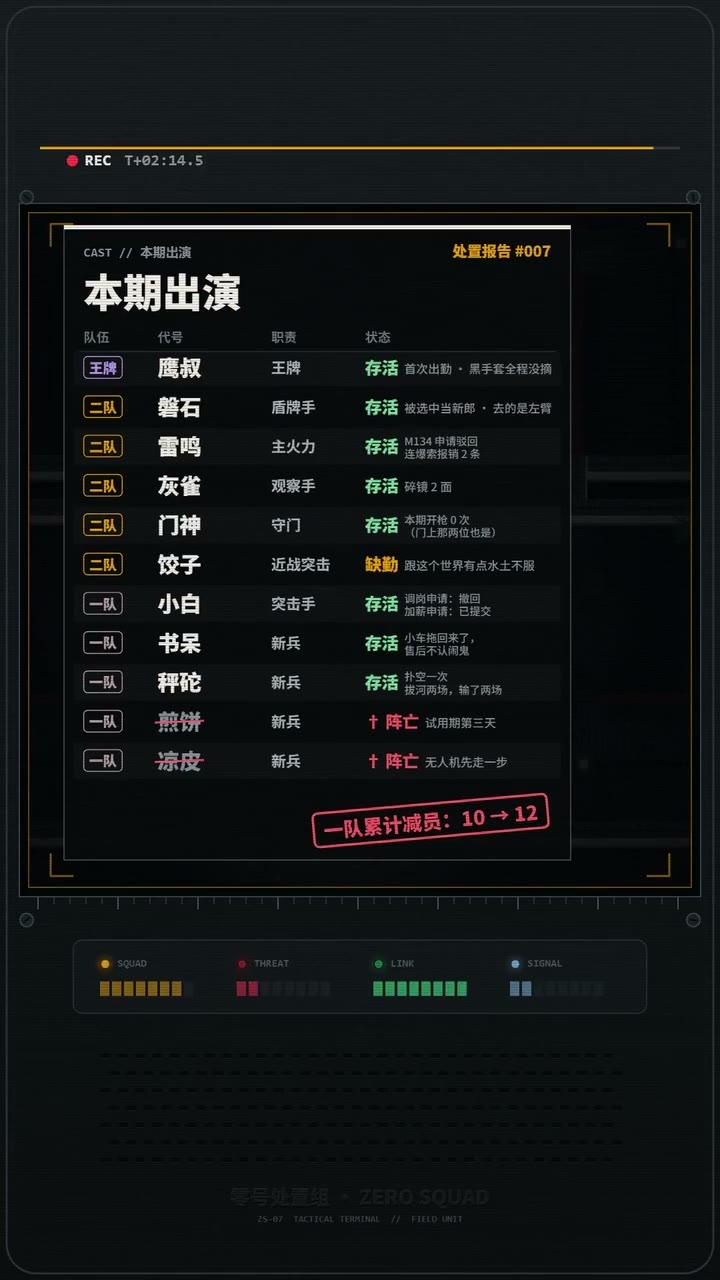 REC T+02:14.5
CAST // 本期出演 处置报告 #007
本期出演
队伍 代号 职责 状态
王牌 鹰叔 王牌 存活 首次出勤 · 黑手套全程没摘
二队 磐石 盾牌手 存活 被选中当新郎 · 去的是左臂
二队 雷鸣 主火力 存活 M134 申请驳回
连爆索报销 2 条
二队 灰雀 观察手 存活 碎镜 2 面
二队 门神 守门 存活 本期开枪 0 次
（门上那两位也是）
二队 饺子 近战突击 缺勤 跟这个世界有点水土不服
一队 小白 突击手 存活 调岗申请：撤回
加薪申请：已提交
一队 书呆 新兵 存活 小车拖回来了，
售后不认闹鬼
一队 秤砣 新兵 存活 扑空一次
拔河两场，输了两场
一队 煎饼 新兵 † 阵亡 试用期第三天
一队 凉皮 新兵 † 阵亡 无人机先走一步
一队累计减员：10 → 12
SQUAD THREAT LINK SIGNAL
零号处置组 · ZERO SQUAD
ZS-07 TACTICAL TERMINAL // FIELD UNIT